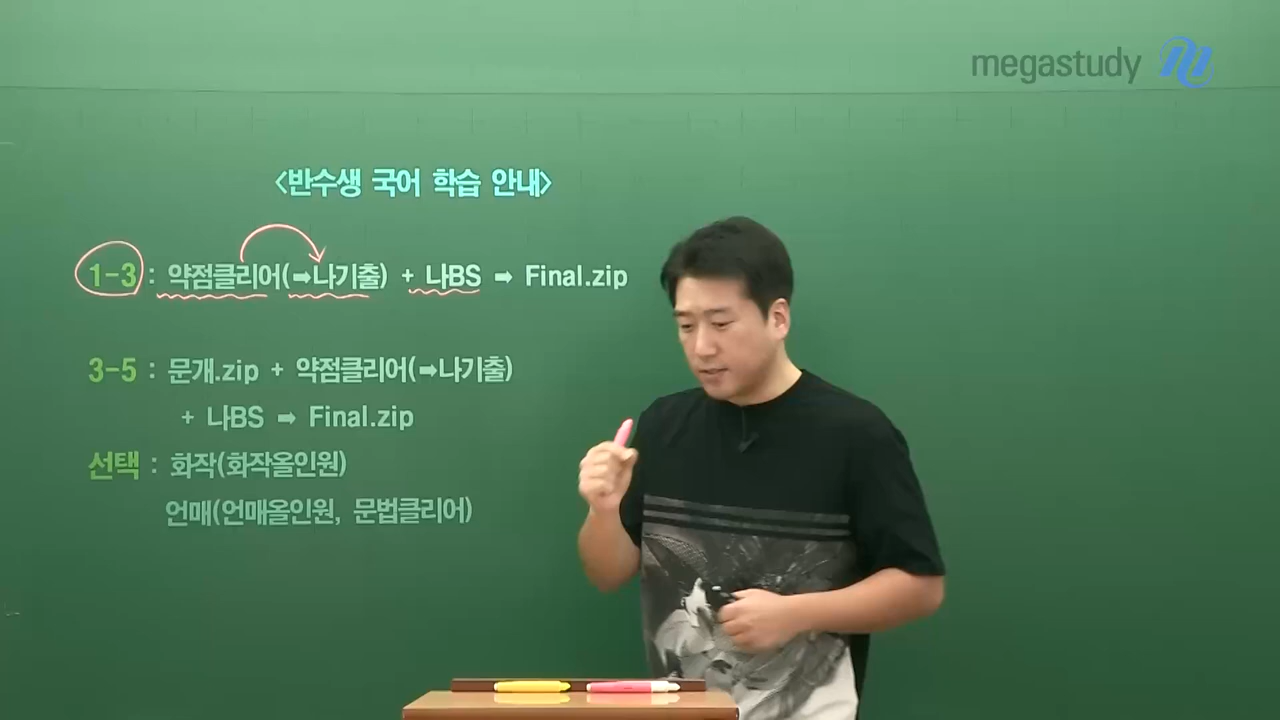 megastudy
<반수생 국어 학습 안내>
1-3 : 약점클리어(➡나기출) + 나BS ➡ Final.zip
3-5 : 문개.zip + 약점클리어(➡나기출)
+ 나BS ➡ Final.zip
선택 : 화작(화작올인원)
언매(언매올인원, 문법클리어)